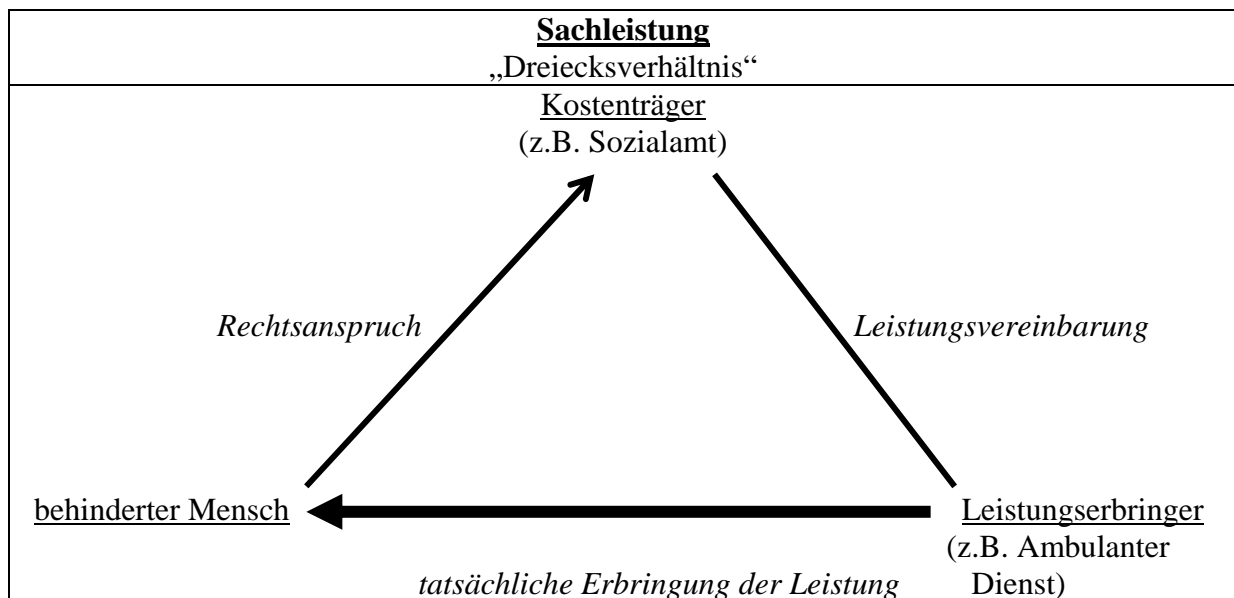 Sachleistung
„Dreiecksverhältnis“
Kostenträger
(z.B. Sozialamt)
Rechtsanspruch
Leistungsvereinbarung
behinderter Mensch
Leistungserbringer
(z.B. Ambulanter
Dienst)
tatsächliche Erbringung der Leistung